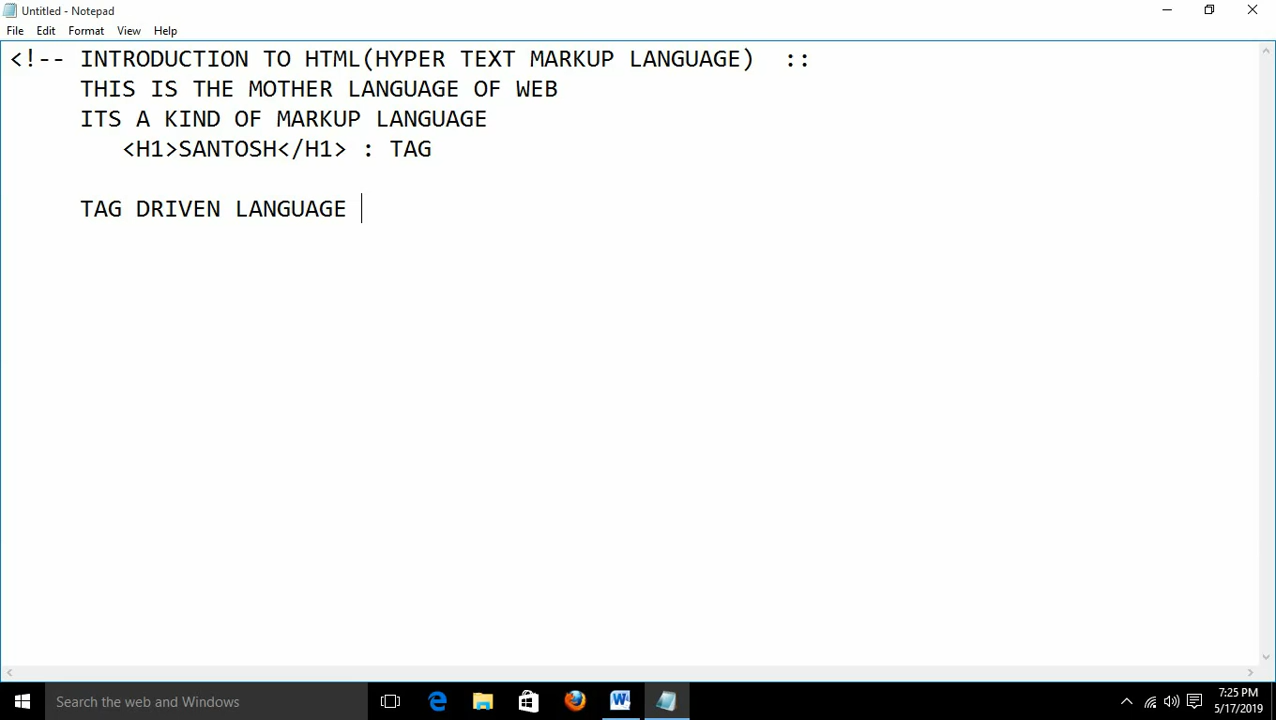 Untitled - Notepad
File Edit Format View Help
<!-- INTRODUCTION TO HTML(HYPER TEXT MARKUP LANGUAGE)  ::
THIS IS THE MOTHER LANGUAGE OF WEB
ITS A KIND OF MARKUP LANGUAGE
<H1>SANTOSH</H1> : TAG
TAG DRIVEN LANGUAGE
Search the web and Windows
7:25 PM
5/17/2019